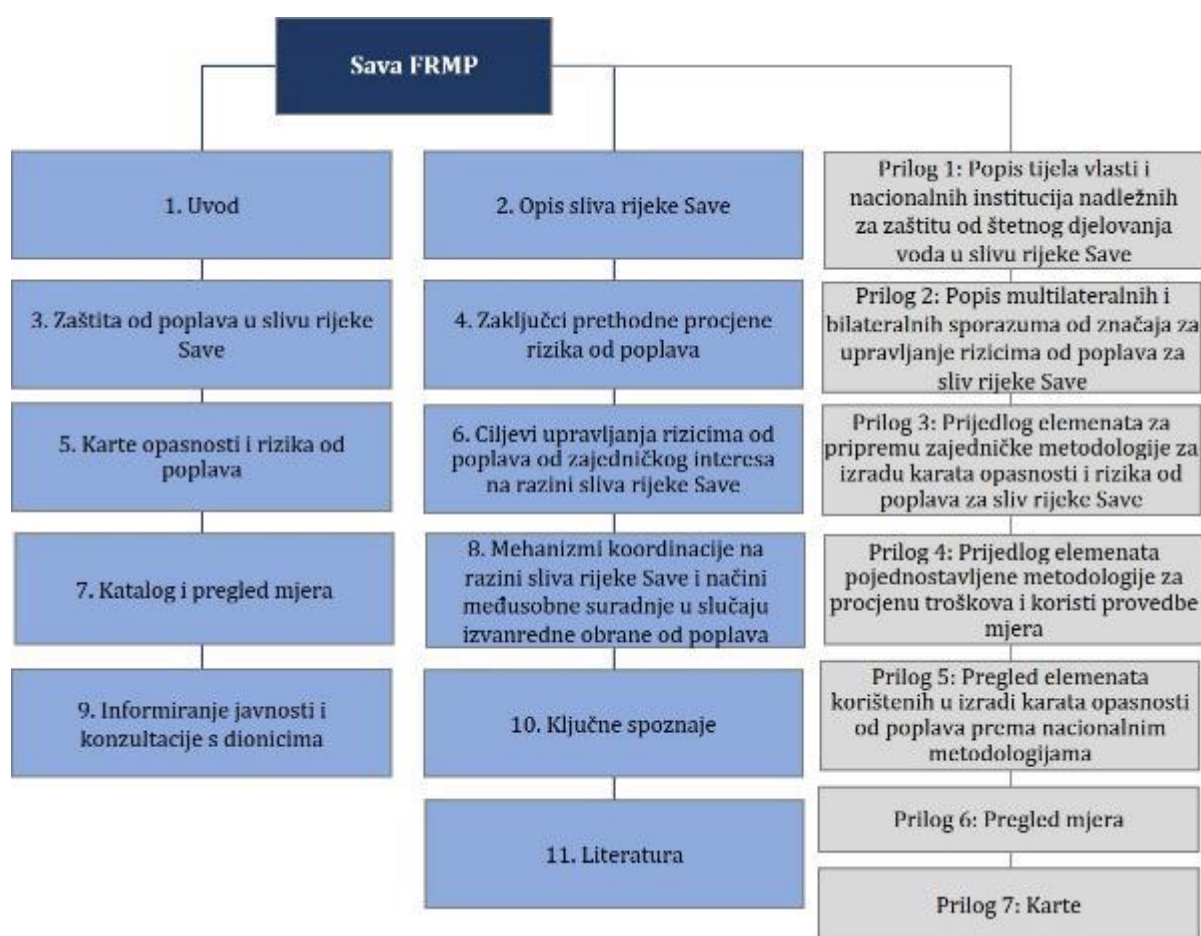 Sava FRMP
1. Uvod
2. Opis sliva rijeke Save
3. Zaštita od poplava u slivu rijeke
Save
4. Zaključci prethodne procjene
rizika od poplava
5. Karte opasnosti i rizika od
poplava
6. Ciljevi upravljanja rizicima od
poplava od zajedničkog interesa
na razini sliva rijeke Save
7. Katalog i pregled mjera
8. Mehanizmi koordinacije na
razini sliva rijeke Save i načini
međusobne suradnje u slučaju
izvanredne obrane od poplava
9. Informiranje javnosti i
konzultacije s dionicima
10. Ključne spoznaje
11. Literatura
Prilog 1: Popis tijela vlasti i
nacionalnih institucija nadležnih
za zaštitu od štetnog djelovanja
voda u slivu rijeke Save
Prilog 2: Popis multilateralnih i
bilateralnih sporazuma od značaja za
upravljanje rizicima od poplava za
sliv rijeke Save
Prilog 3: Prijedlog elemenata za
pripremu zajedničke metodologije za
izradu karata opasnosti i rizika od
poplava za sliv rijeke Save
Prilog 4: Prijedlog elemenata
pojednostavljene metodologije za
procjenu troškova i koristi provedbe
mjera
Prilog 5: Pregled elemenata
korištenih u izradi karata opasnosti
od poplava prema nacionalnim
metodologijama
Prilog 6: Pregled mjera
Prilog 7: Karte